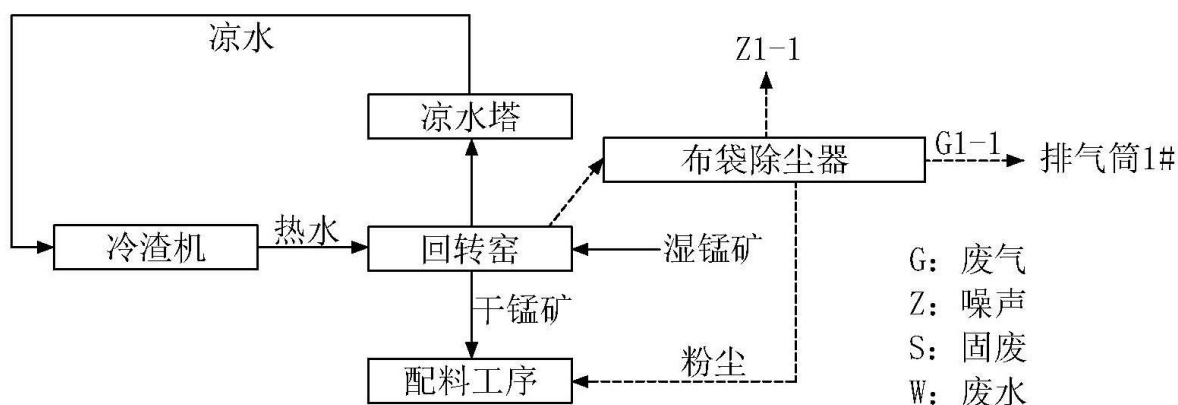 凉水
Z1-1
凉水塔
布袋除尘器
G1-1
排气筒1#
冷渣机
热水
回转窑
湿锰矿
干锰矿
配料工序
粉尘
G：废气
Z：噪声
S：固废
W：废水